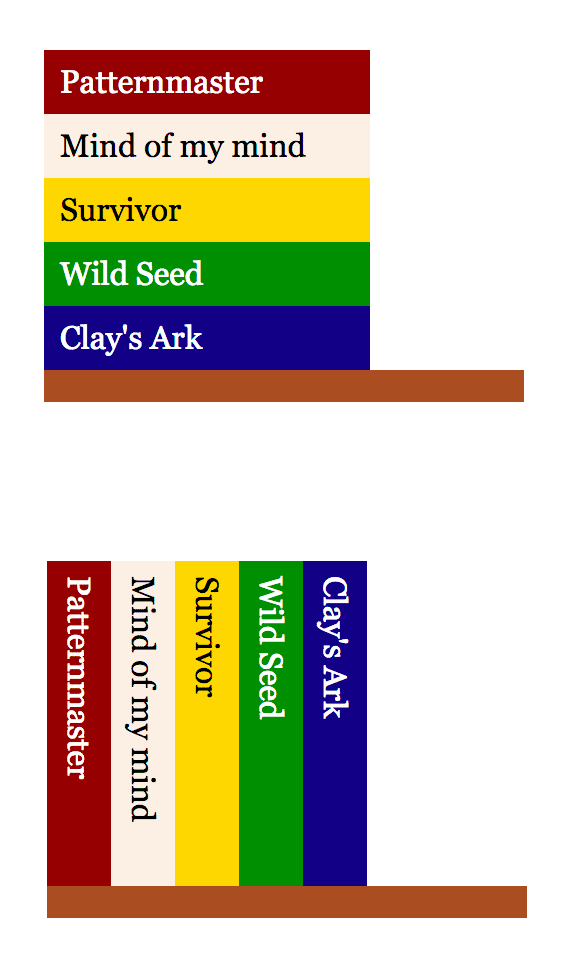 Patternmaster
Mind of my mind
Survivor
Wild Seed
Clay's Ark
Patternmaster
Mind of my mind
Survivor
Wild Seed
Clay's Ark